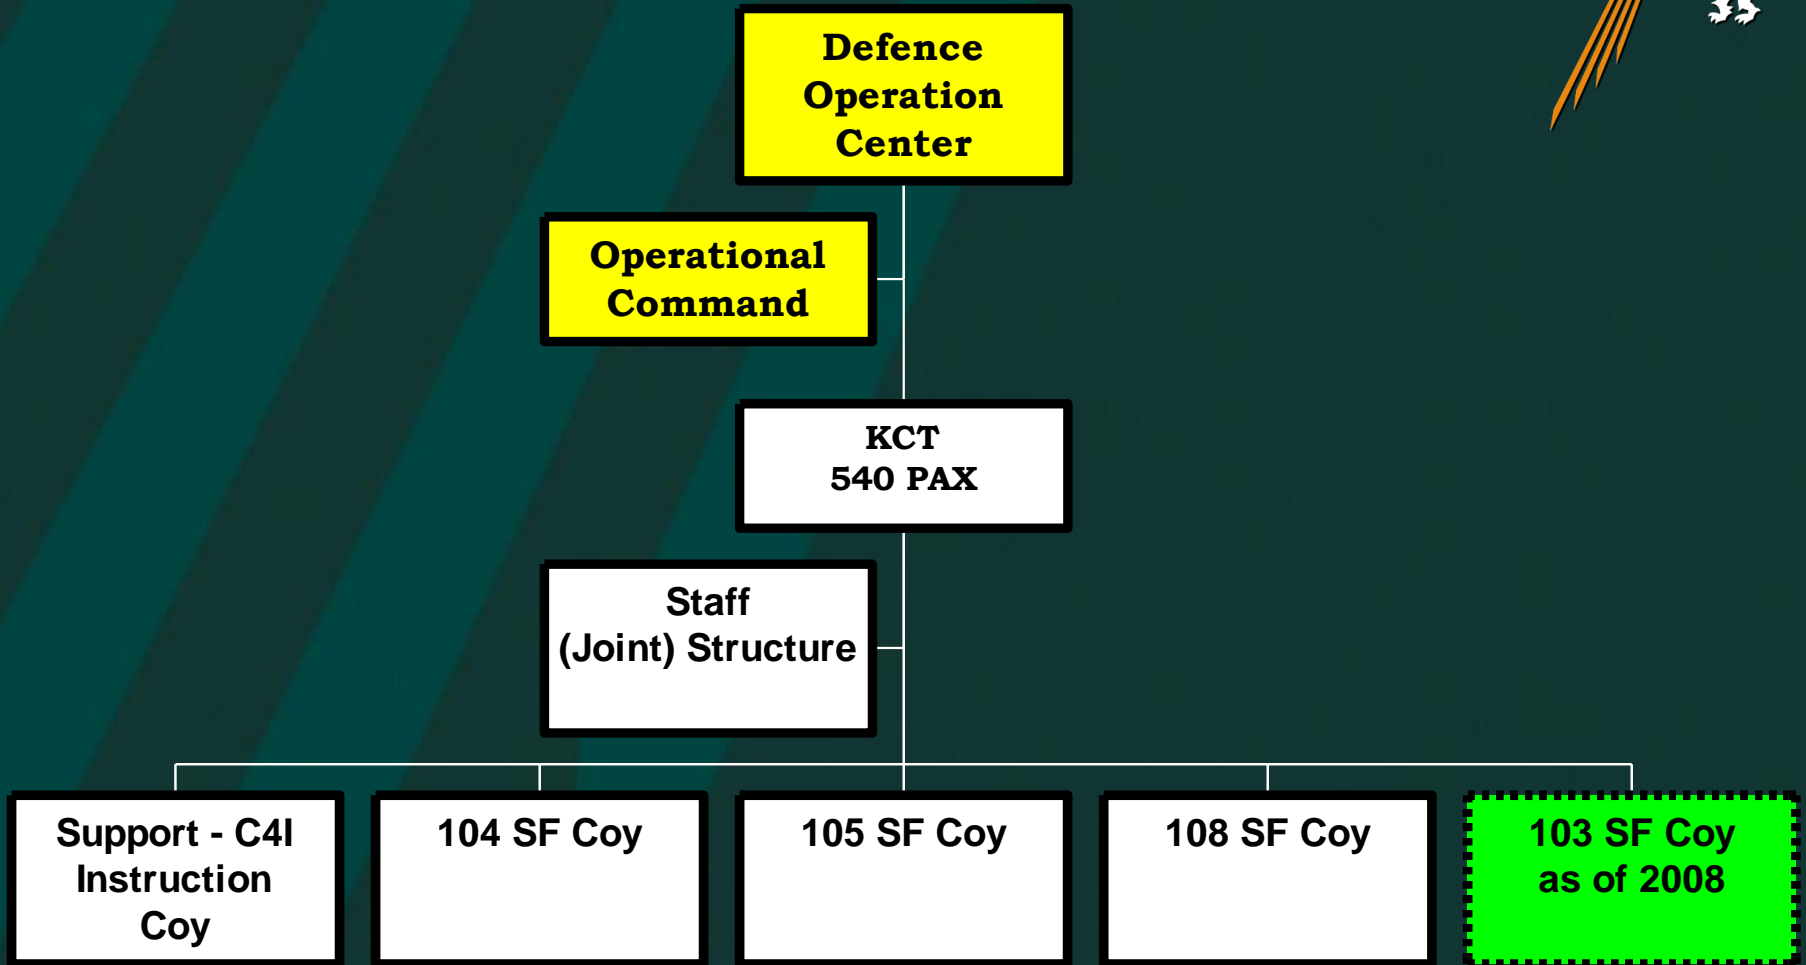 Defence
Operation
Center
Operational
Command
KCT
540 PAX
Staff
(Joint) Structure
Support - C4I
Instruction
Coy
104 SF Coy
105 SF Coy
108 SF Coy
103 SF Coy
as of 2008